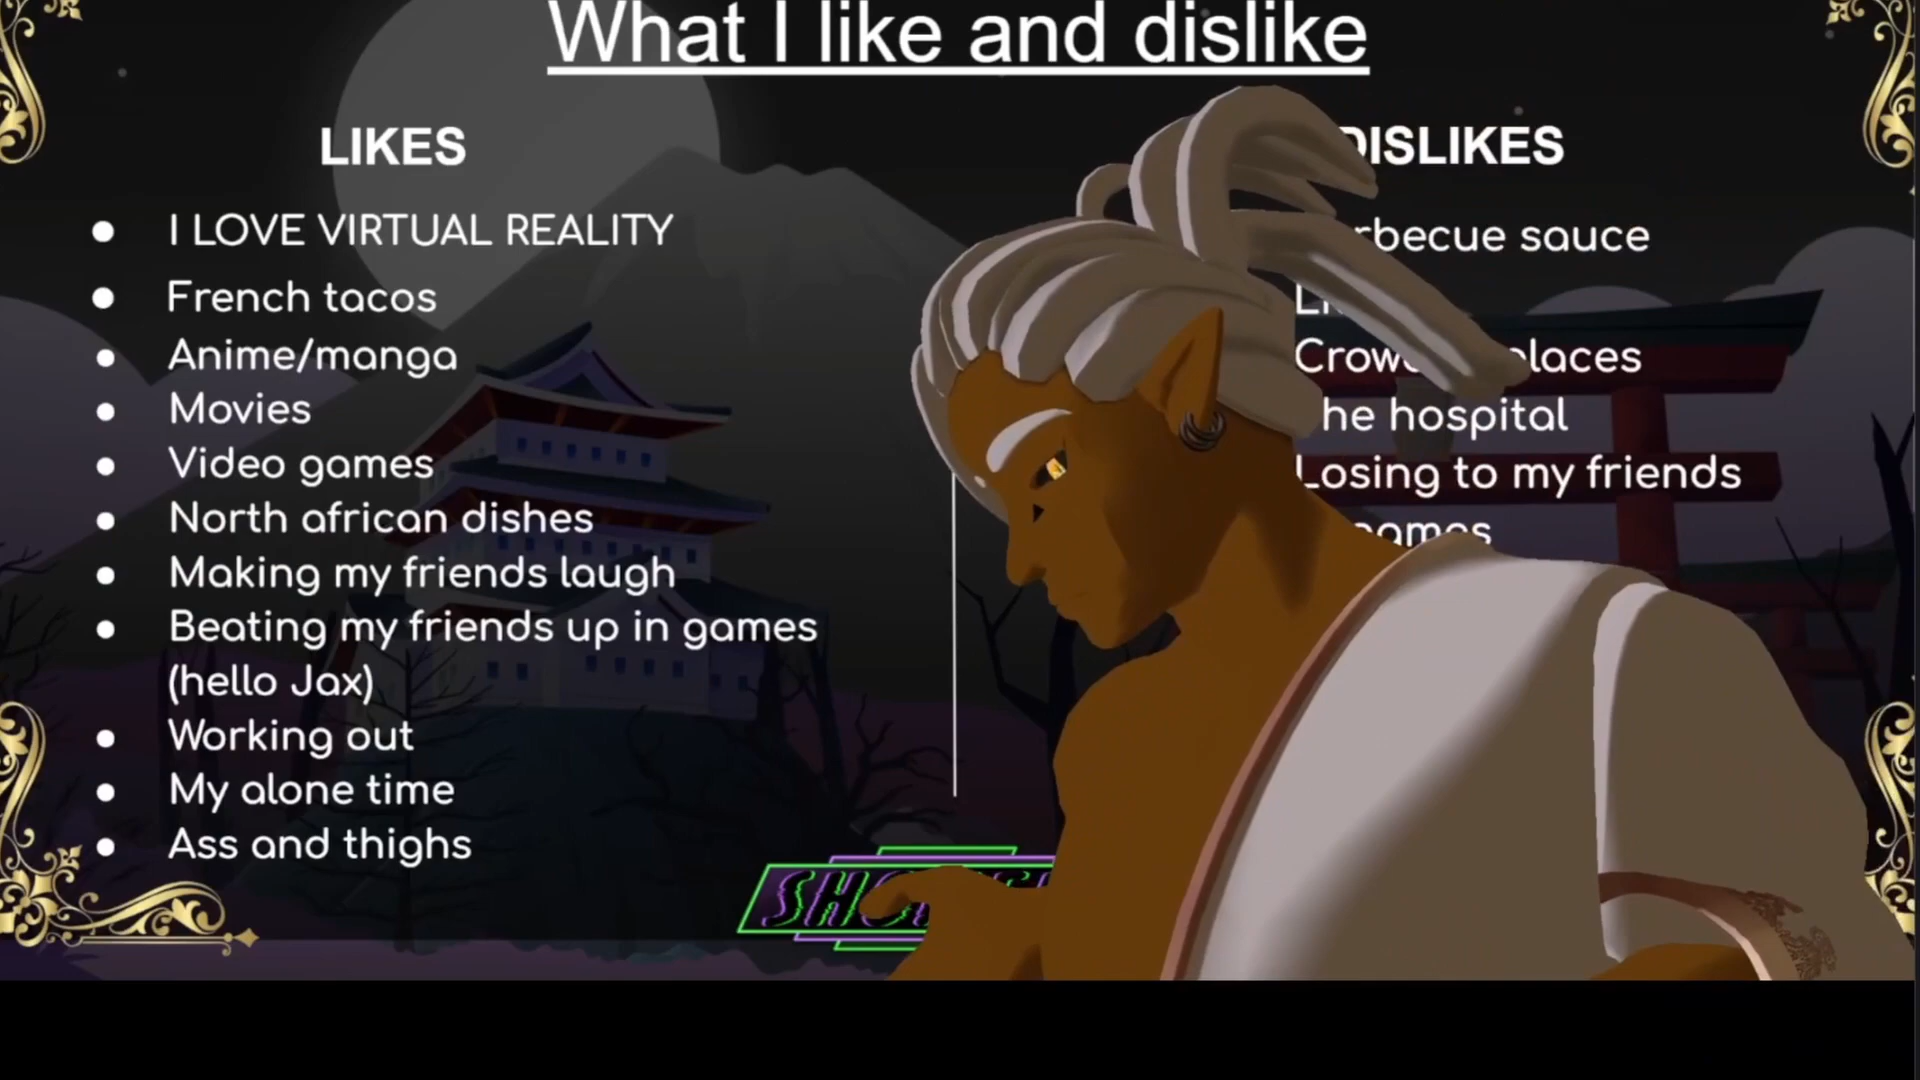 What I like and dislike
LIKES
I LOVE VIRTUAL REALITY
French tacos
Anime/manga
Movies
Video games
North african dishes
Making my friends laugh
Beating my friends up in games
(hello Jax)
Working out
My alone time
Ass and thighs
DISLIKES
sauce
hospital
Losing to my friends